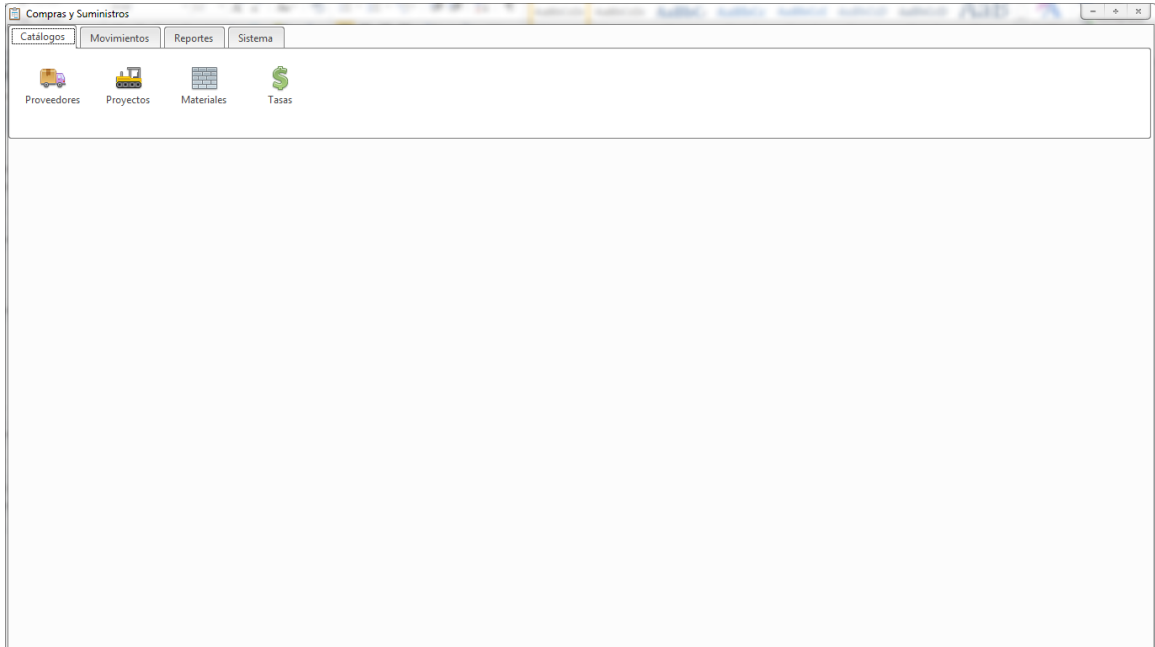 Compras y Suministros
Catálogos Movimientos Reportes Sistema
Proveedores Proyectos Materiales Tasas